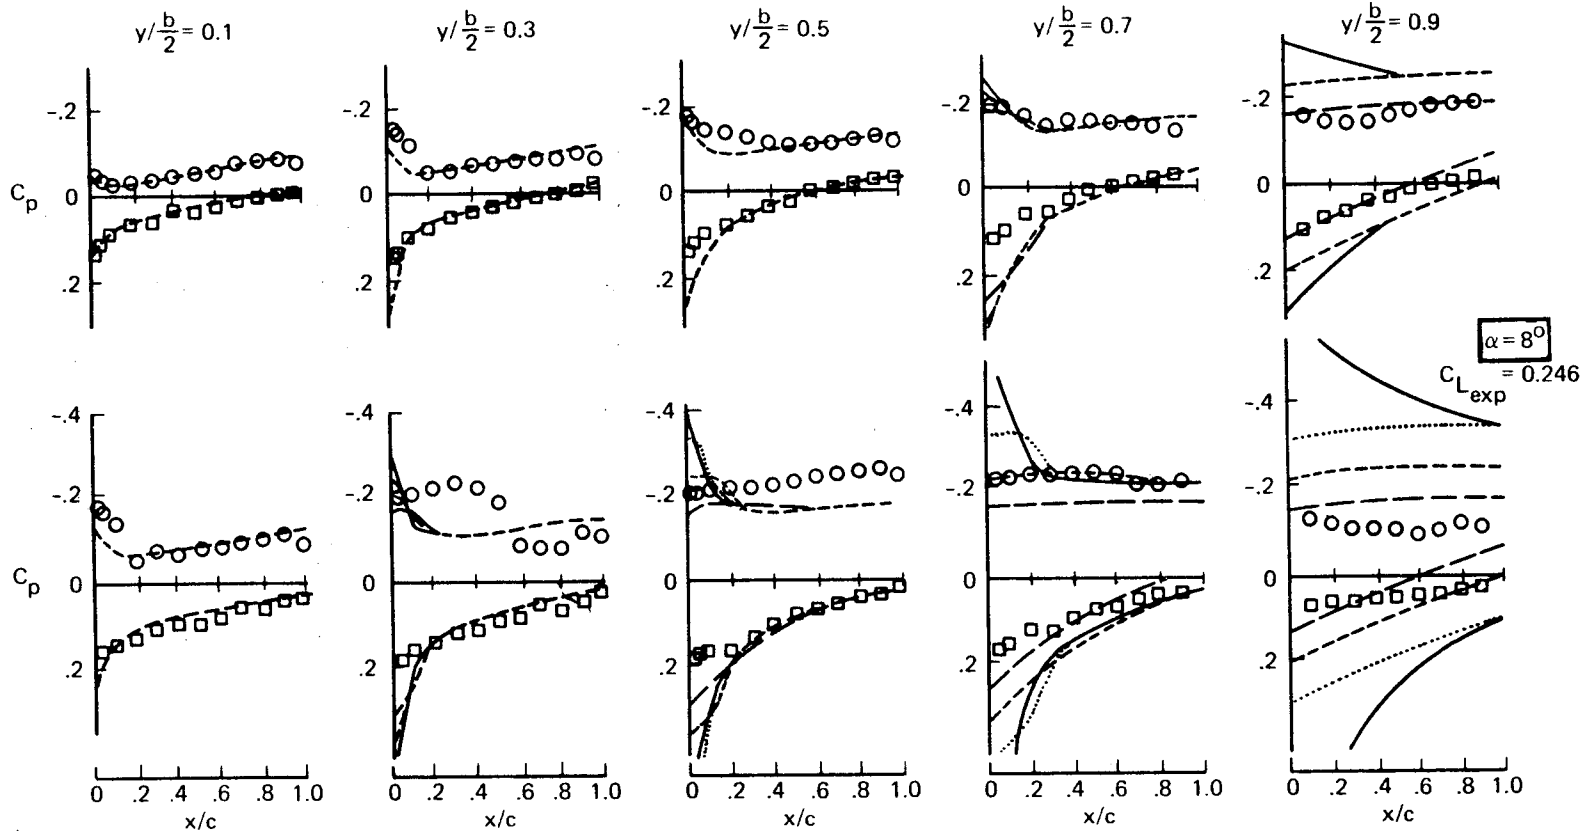 y/b/2 = 0.1 y/b/2 = 0.3 y/b/2 = 0.5 y/b/2 = 0.7 y/b/2 = 0.9
-.2 -.2 -.2 -.2 -.2
Cp 0 0 0 0 0
.2 .2 .2 .2 .2
α = 8°
CLexp = 0.246
-.4 -.4 -.4 -.4 -.4
-.2 -.2 -.2 -.2 -.2
Cp 0 0 0 0 0
.2 .2 .2 .2 .2
0 .2 .4 .6 .8 1.0 0 .2 .4 .6 .8 1.0 0 .2 .4 .6 .8 1.0 0 .2 .4 .6 .8 1.0 0 .2 .4 .6 .8 1.0
x/c x/c x/c x/c x/c